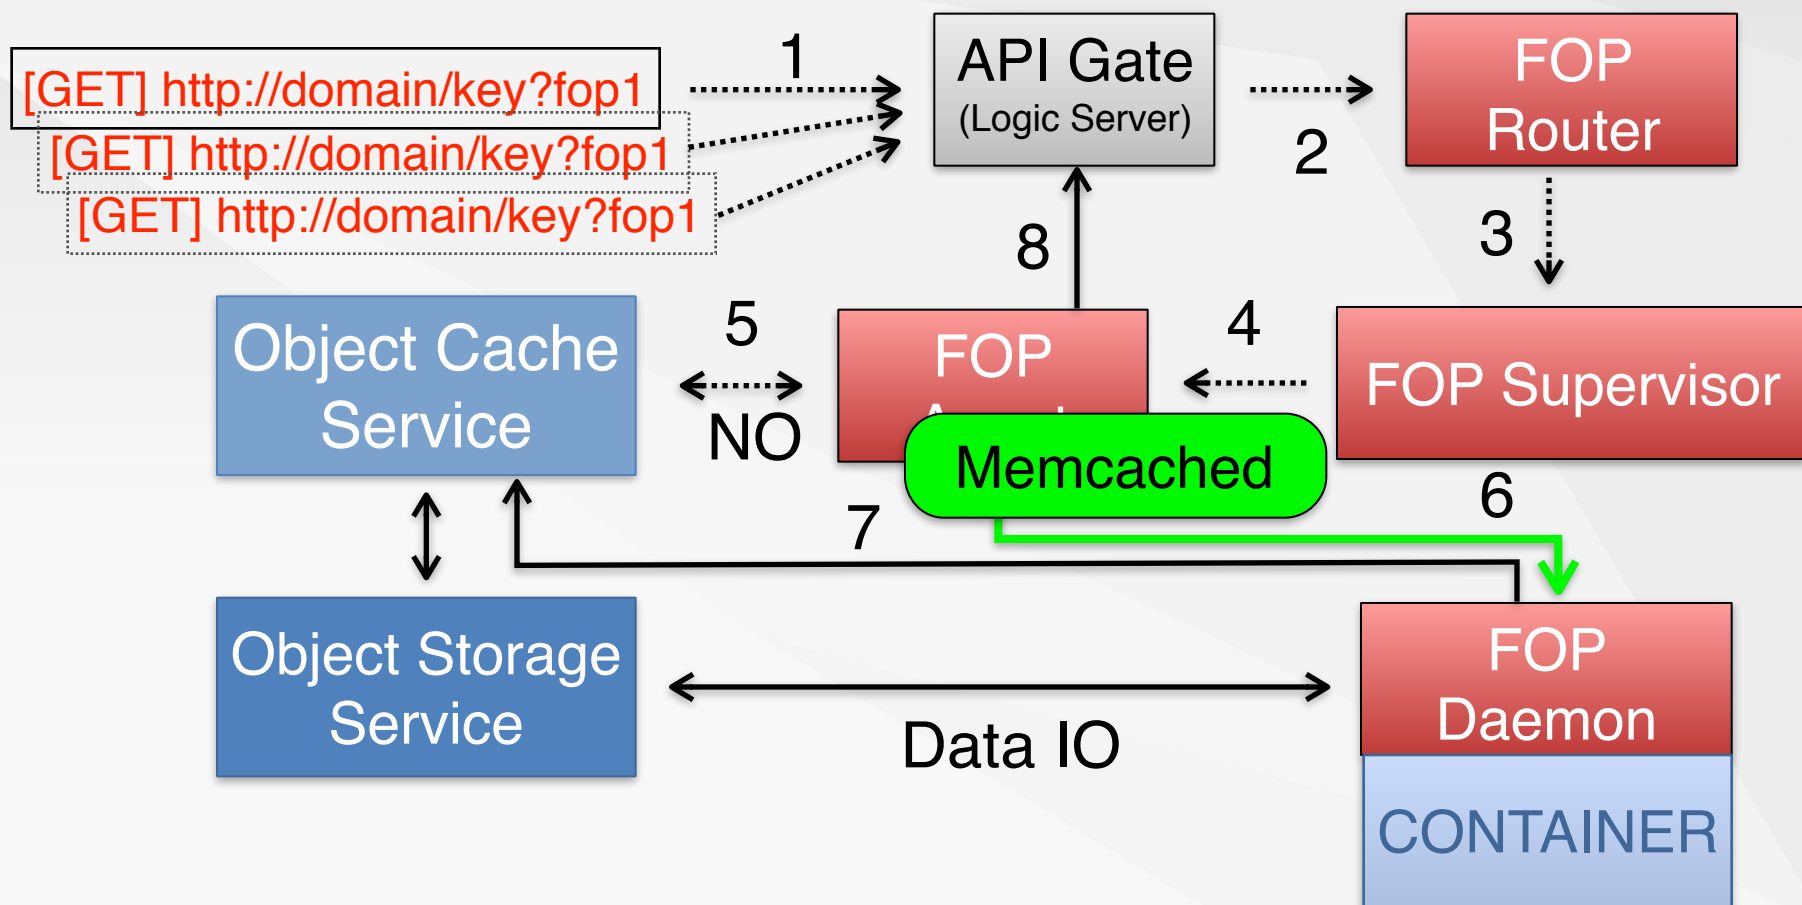 1
[GET] http://domain/key?fop1
[GET] http://domain/key?fop1
[GET] http://domain/key?fop1
API Gate
(Logic Server)
2
FOP
Router
3
8
Object Cache
Service
5
NO
FOP
4
FOP Supervisor
Memcached
6
7
Object Storage
Service
Data IO
FOP
Daemon
CONTAINER